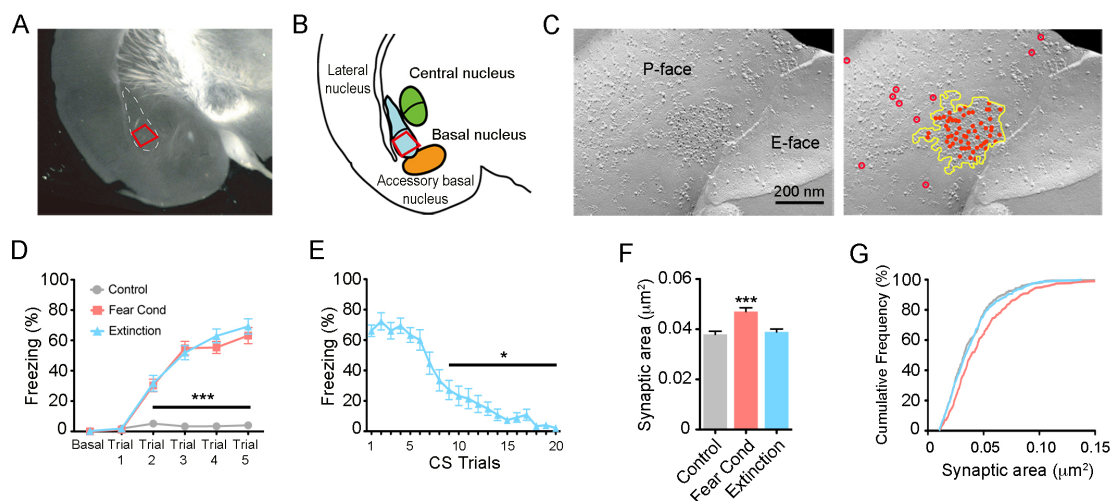 A
B
Lateral
nucleus
Central nucleus
Basal nucleus
Accessory basal
nucleus
C
P-face
E-face
200 nm
D
Freezing (%)
100
80
60
40
20
0
Control
Fear Cond
Extinction
***
Basal Trial Trial Trial Trial Trial
1 2 3 4 5
E
Freezing (%)
100
80
60
40
20
0
*
1 5 10 15 20
CS Trials
F
Synaptic area (μm²)
0.06
0.04
0.02
0
***
Control
Fear Cond
Extinction
G
Cumulative Frequency (%)
100
80
60
40
20
0
0.05 0.10 0.15
Synaptic area (μm²)